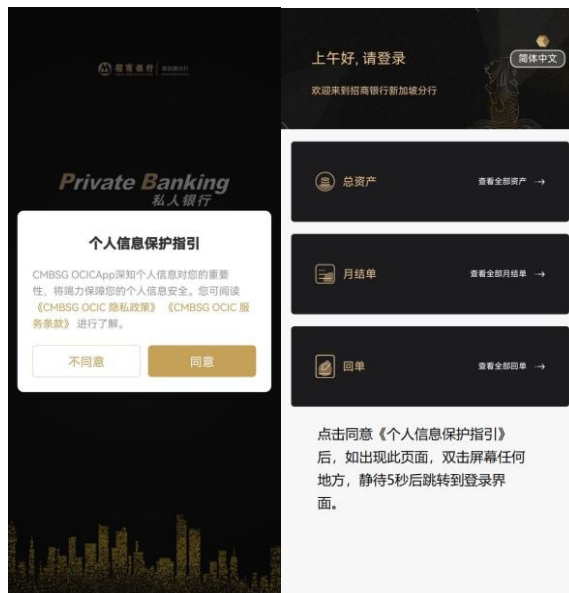 招商银行
Private Banking
私人银行
个人信息保护指引
CMBSG OCICApp深知个人信息对您的重要
性，将竭力保障您的个人信息安全。您可阅读
《CMBSG OCIC 隐私政策》 《CMBSG OCIC 服
务条款》 进行了解。
不同意
同意
上午好, 请登录
简体中文
欢迎来到招商银行新加坡分行
总资产
查看全部资产 →
月结单
查看全部月结单 →
回单
查看全部回单 →
点击同意《个人信息保护指引》
后，如出现此页面，双击屏幕任何
地方，静待5秒后跳转到登录界
面。